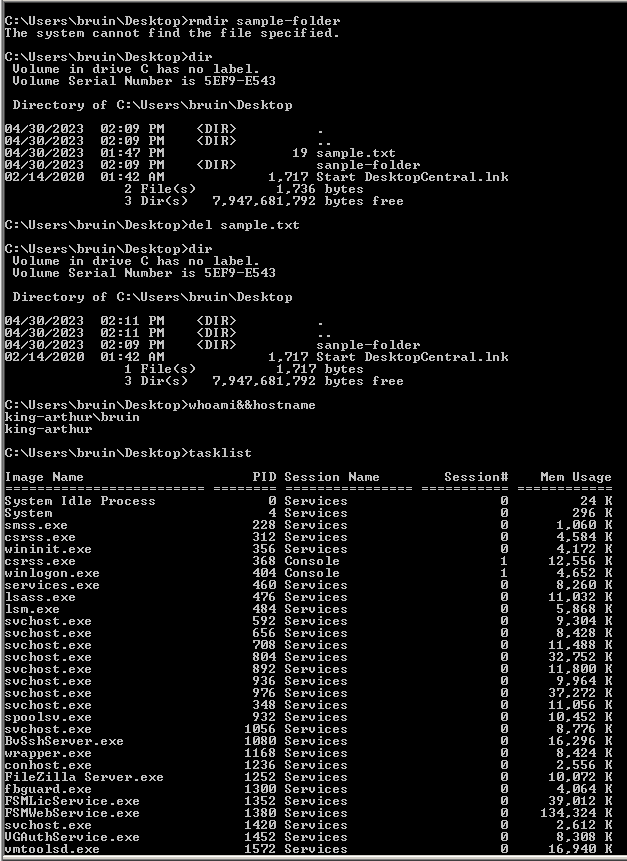 C:\Users\bruin\Desktop>rmdir sample-folder
The system cannot find the file specified.
C:\Users\bruin\Desktop>dir
 Volume in drive C has no label.
 Volume Serial Number is 5EF9-E543
 Directory of C:\Users\bruin\Desktop
04/30/2023  02:09 PM    <DIR>          .
04/30/2023  02:09 PM    <DIR>          ..
04/30/2023  01:47 PM                19 sample.txt
04/30/2023  02:09 PM    <DIR>          sanple-folder
02/14/2020  01:42 AM             1,717 Start DesktopCentral.lnk
               2 File(s)          1,736 bytes
               3 Dir(s)   7,947,681,792 bytes free
C:\Users\bruin\Desktop>del sample.txt
C:\Users\bruin\Desktop>dir
 Volume in drive C has no label.
 Volume Serial Number is 5EF9-E543
 Directory of C:\Users\bruin\Desktop
04/30/2023  02:11 PM    <DIR>          .
04/30/2023  02:11 PM    <DIR>          ..
04/30/2023  02:09 PM    <DIR>          sanple-folder
02/14/2020  01:42 AM             1,717 Start DesktopCentral.lnk
               1 File(s)          1,717 bytes
               3 Dir(s)   7,947,681,792 bytes free
C:\Users\bruin\Desktop>whoami&&hostname
king-arthur\bruin
king-arthur
C:\Users\bruin\Desktop>tasklist
Image Name                     PID Session Name        Session#    Mem Usage
========================= ======== ================ =========== ============
System Idle Process              0 Services                   0         24 K
System                           4 Services                   0        296 K
smss.exe                       228 Services                   0      1,060 K
csrss.exe                      312 Services                   0      4,584 K
wininit.exe                    356 Services                   0      4,172 K
csrss.exe                      368 Console                    1     12,556 K
winlogon.exe                   404 Console                    1      4,652 K
services.exe                   460 Services                   0      8,260 K
lsass.exe                      476 Services                   0     11,032 K
lsm.exe                        484 Services                   0      5,868 K
svchost.exe                    592 Services                   0      9,304 K
svchost.exe                    656 Services                   0      8,428 K
svchost.exe                    708 Services                   0     11,488 K
svchost.exe                    804 Services                   0     32,752 K
svchost.exe                    892 Services                   0     11,800 K
svchost.exe                    936 Services                   0      9,964 K
svchost.exe                    976 Services                   0     37,272 K
svchost.exe                    348 Services                   0     11,056 K
spoolsv.exe                    932 Services                   0     10,452 K
svchost.exe                   1056 Services                   0      8,776 K
BvSshServer.exe               1080 Services                   0     16,296 K
wrapper.exe                   1168 Services                   0      8,424 K
conhost.exe                   1236 Services                   0      2,556 K
FileZilla Server.exe          1252 Services                   0     10,072 K
fbguard.exe                   1300 Services                   0      4,064 K
FSMLicService.exe             1352 Services                   0     39,012 K
FSMWebService.exe             1380 Services                   0    134,324 K
svchost.exe                   1420 Services                   0      2,612 K
VGAuthService.exe             1452 Services                   0      8,308 K
vmtoolsd.exe                  1572 Services                   0     16,940 K